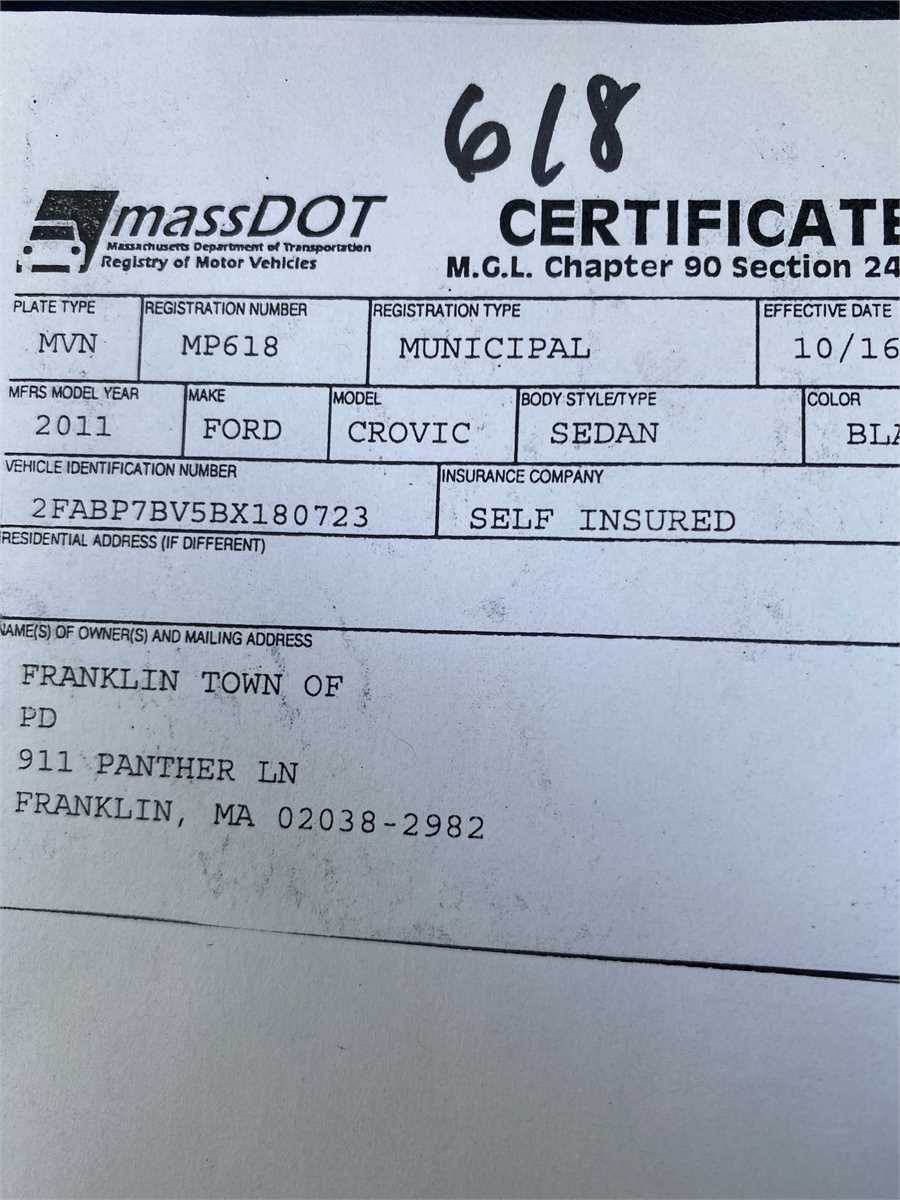 618
massDOT
Massachusetts Department of Transportation
Registry of Motor Vehicles
CERTIFICATE
M.G.L. Chapter 90 Section 24
PLATE TYPE REGISTRATION NUMBER REGISTRATION TYPE EFFECTIVE DATE
MVN MP618 MUNICIPAL 10/16
MFRS MODEL YEAR MAKE MODEL BODY STYLE/TYPE COLOR
2011 FORD CROVIC SEDAN BLA
VEHICLE IDENTIFICATION NUMBER INSURANCE COMPANY
2FABP7BV5BX180723 SELF INSURED
RESIDENTIAL ADDRESS (IF DIFFERENT)
NAME(S) OF OWNER(S) AND MAILING ADDRESS
FRANKLIN TOWN OF
PD
911 PANTHER LN
FRANKLIN, MA 02038-2982